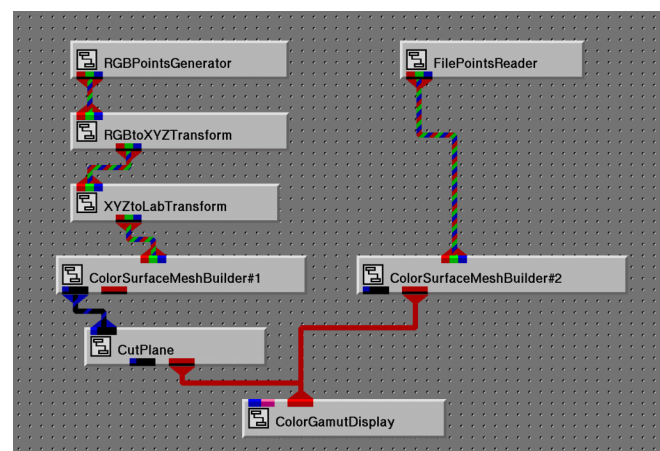 RGBPointsGenerator
FilePointsReader
RGBtoXYZTransform
XYZtoLabTransform
ColorSurfaceMeshBuilder#1
ColorSurfaceMeshBuilder#2
CutPlane
ColorGamutDisplay